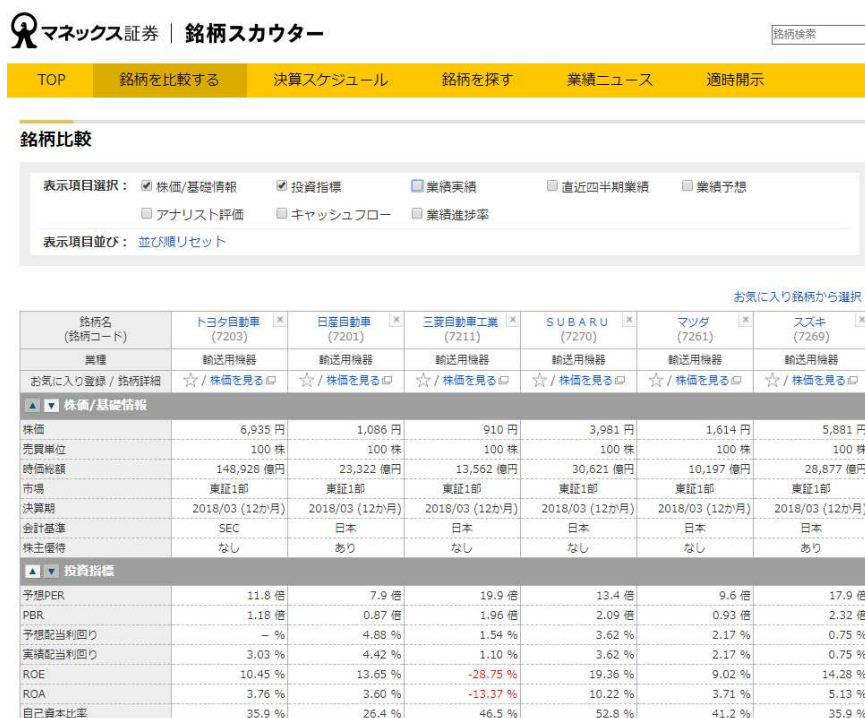 マネックス証券 | 銘柄スカウター
銘柄検索
TOP 銘柄を比較する 決算スケジュール 銘柄を探す 業績ニュース 適時開示
銘柄比較
表示項目選択： 株価/基礎情報 投資指標 業績実績 直近四半期業績 業績予想
アナリスト評価 キャッシュフロー 業績進捗率
表示項目並び： 並び順リセット
お気に入り銘柄から選択
銘柄名 トヨタ自動車 日産自動車 三菱自動車工業 ＳＵＢＡＲＵ マツダ スズキ
(銘柄コード) (7203) (7201) (7211) (7270) (7261) (7269)
業種 輸送用機器 輸送用機器 輸送用機器 輸送用機器 輸送用機器 輸送用機器
お気に入り登録 / 銘柄詳細 ☆ / 株価を見る ☆ / 株価を見る ☆ / 株価を見る ☆ / 株価を見る ☆ / 株価を見る ☆ / 株価を見る
▲ ▼ 株価/基礎情報
株価 6,935 円 1,086 円 910 円 3,981 円 1,614 円 5,881 円
売買単位 100 株 100 株 100 株 100 株 100 株 100 株
時価総額 148,928 億円 23,322 億円 13,562 億円 30,621 億円 10,197 億円 28,877 億円
市場 東証1部 東証1部 東証1部 東証1部 東証1部 東証1部
決算期 2018/03 (12か月) 2018/03 (12か月) 2018/03 (12か月) 2018/03 (12か月) 2018/03 (12か月) 2018/03 (12か月)
会計基準 SEC 日本 日本 日本 日本 日本
株主優待 なし あり なし なし なし あり
▲ ▼ 投資指標
予想PER 11.8 倍 7.9 倍 19.9 倍 13.4 倍 9.6 倍 17.9 倍
PBR 1.18 倍 0.87 倍 1.96 倍 2.09 倍 0.93 倍 2.32 倍
予想配当利回り – % 4.88 % 1.54 % 3.62 % 2.17 % 0.75 %
実績配当利回り 3.03 % 4.42 % 1.10 % 3.62 % 2.17 % 0.75 %
ROE 10.45 % 13.65 % -28.75 % 19.36 % 9.02 % 14.28 %
ROA 3.76 % 3.60 % -13.37 % 10.22 % 3.71 % 5.13 %
自己資本比率 35.9 % 26.4 % 46.5 % 52.8 % 41.2 % 35.9 %